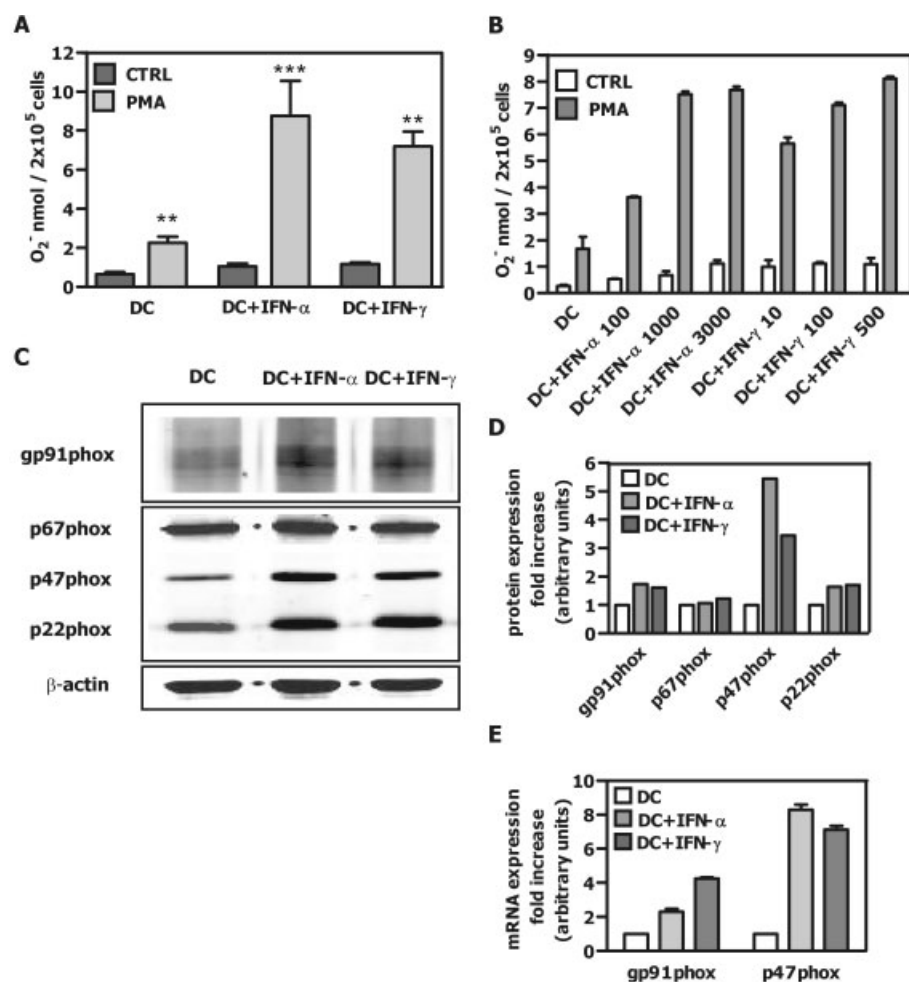 A
O₂⁻ nmol / 2x10⁵ cells
12
10
8
6
4
2
0
CTRL
PMA
**
***
**
DC
DC+IFN-α
DC+IFN-γ
B
O₂⁻ nmol / 2x10⁵ cells
9
8
7
6
5
4
3
2
1
0
CTRL
PMA
DC
DC+IFN-α 100
DC+IFN-α 1000
DC+IFN-α 3000
DC+IFN-γ 10
DC+IFN-γ 100
DC+IFN-γ 500
C
DC DC+IFN-α DC+IFN-γ
gp91phox
p67phox
p47phox
p22phox
β-actin
D
protein expression
fold increase
(arbitrary units)
6
5
4
3
2
1
0
DC
DC+IFN-α
DC+IFN-γ
gp91phox
p67phox
p47phox
p22phox
E
mRNA expression
fold increase
(arbitrary units)
10
8
6
4
2
0
DC
DC+IFN-α
DC+IFN-γ
gp91phox
p47phox